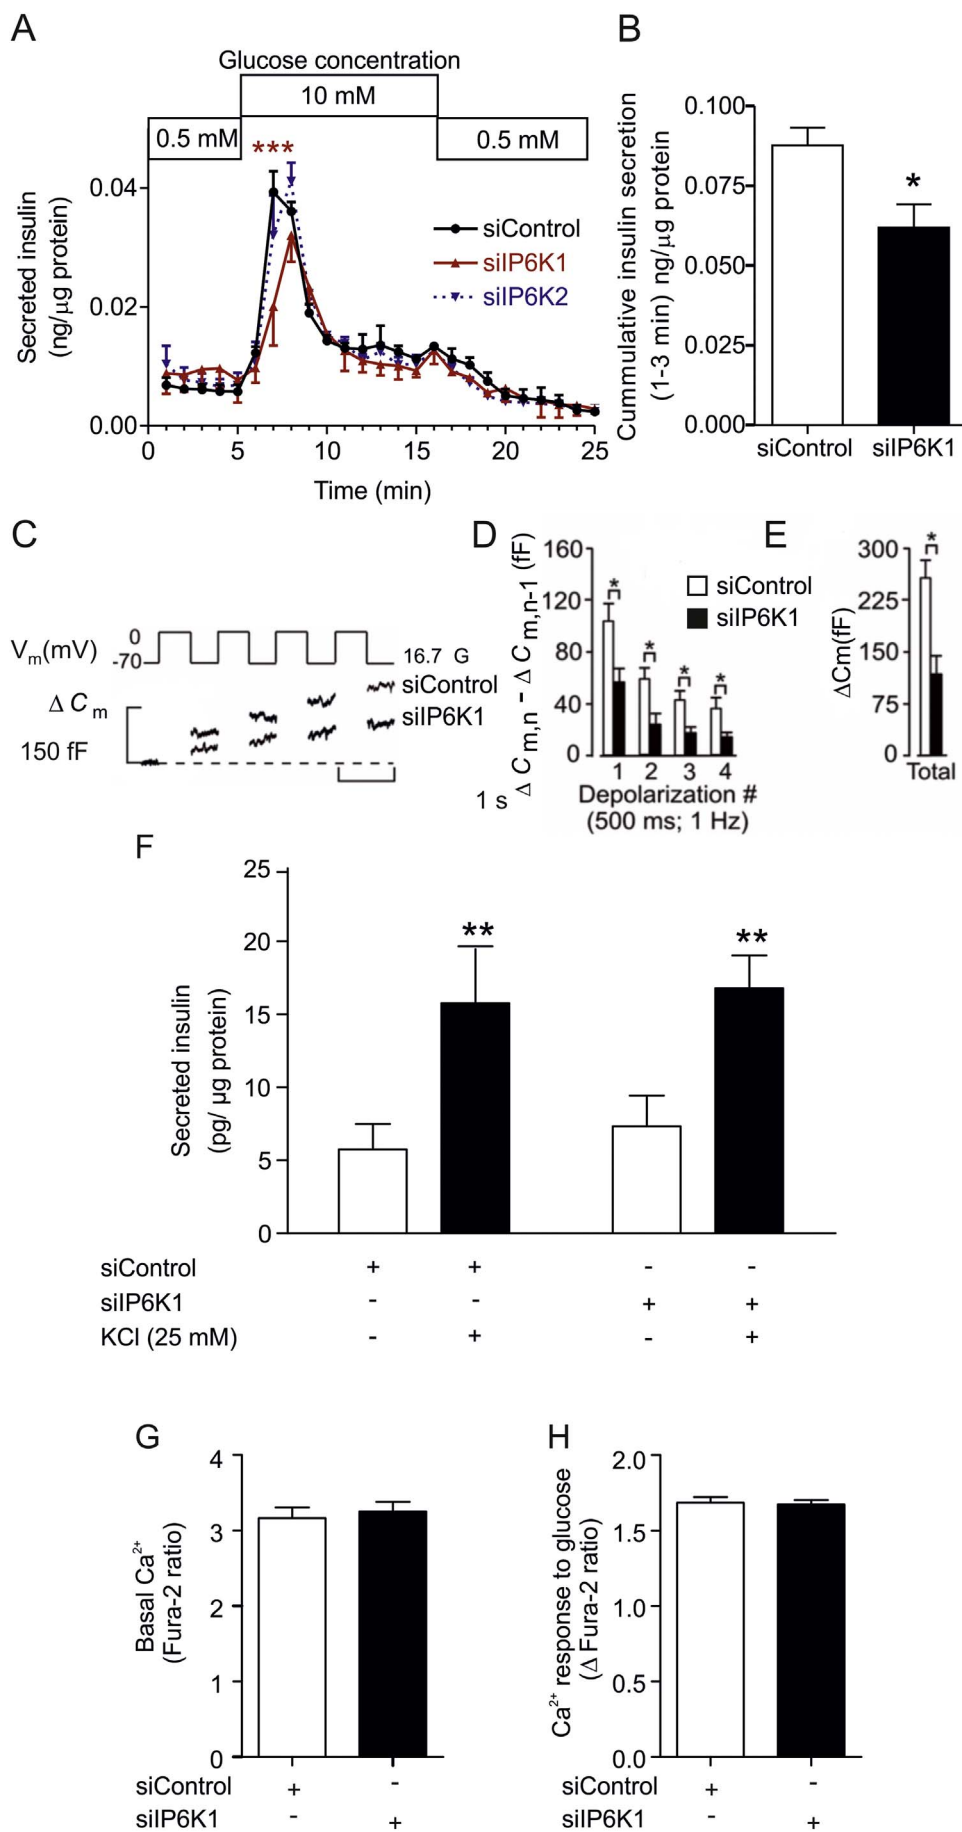 A
Glucose concentration
10 mM
0.5 mM
0.5 mM
***
Secreted insulin
(ng/µg protein)
0.04
0.02
0.00
siControl
siIP6K1
siIP6K2
0 5 10 15 20 25
Time (min)
B
Cummulative insulin secretion
(1-3 min) ng/µg protein
0.100
0.075
0.050
0.025
0.000
*
siControl siIP6K1
C
Vm(mV)
0
-70
16.7 G
siControl
siIP6K1
Δ Cm
150 fF
1 s
D
Δ Cm,n - Δ Cm,n-1 (fF)
160
120
80
40
0
* * * *
siControl
siIP6K1
1 2 3 4
Depolarization #
(500 ms; 1 Hz)
E
ΔCm(fF)
300
225
150
75
0
*
Total
F
Secreted insulin
(pg/ µg protein)
25
20
15
10
5
0
** **
siControl + + - -
siIP6K1 - - + +
KCl (25 mM) - + - +
G
Basal Ca²⁺
(Fura-2 ratio)
4
3
2
1
0
siControl + -
siIP6K1 - +
H
Ca²⁺ response to glucose
(Δ Fura-2 ratio)
2.0
1.5
1.0
0.5
0.0
siControl + -
siIP6K1 - +